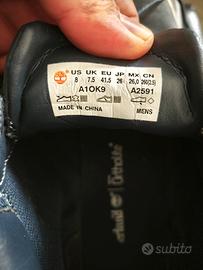 US UK EU JP MX CN
8 7.5 41.5 26 26,0 260(2.5)
A1OK9 A2591
MADE IN CHINA MENS
Ortholite
subito